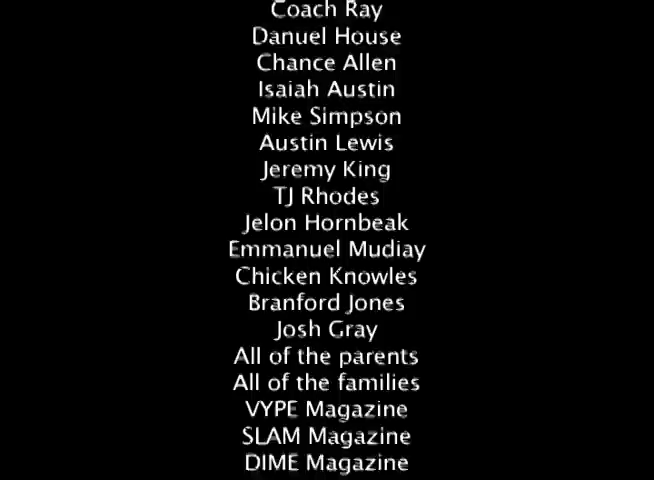 Coach Ray
Danuel House
Chance Allen
Isaiah Austin
Mike Simpson
Austin Lewis
Jeremy King
TJ Rhodes
Jelon Hornbeak
Emmanuel Mudiay
Chicken Knowles
Branford Jones
Josh Gray
All of the parents
All of the families
VYPE Magazine
SLAM Magazine
DIME Magazine